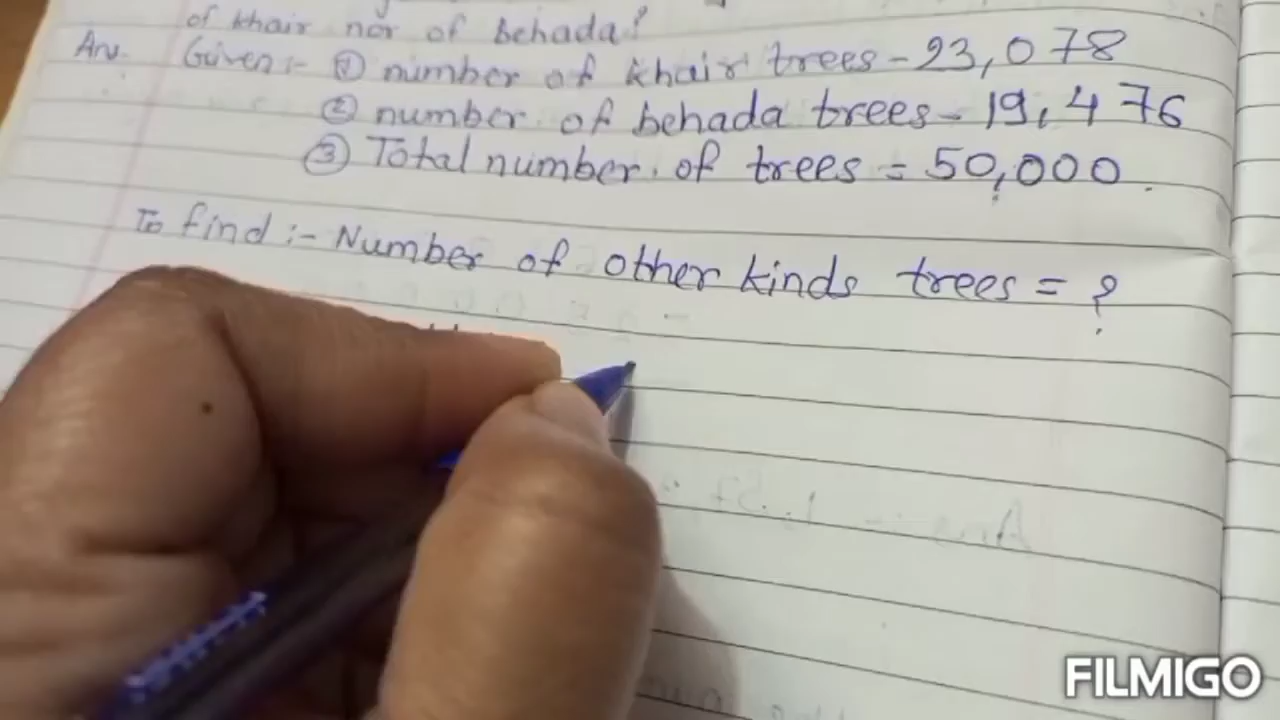 of khair nor of behada?
Ans. Given :- ① number of khair trees - 23,078
② number of behada trees - 19,476
③ Total number of trees = 50,000.
To find :- Number of other kinds trees = ?
FILMIGO